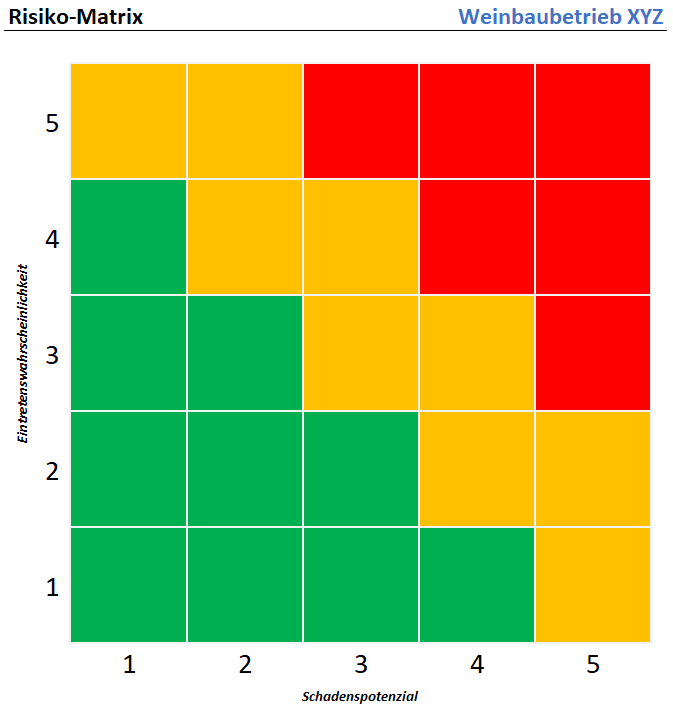 Risiko-Matrix Weinbaubetrieb XYZ
5
4
3
2
1
Eintretenswahrscheinlichkeit
1 2 3 4 5
Schadenspotenzial